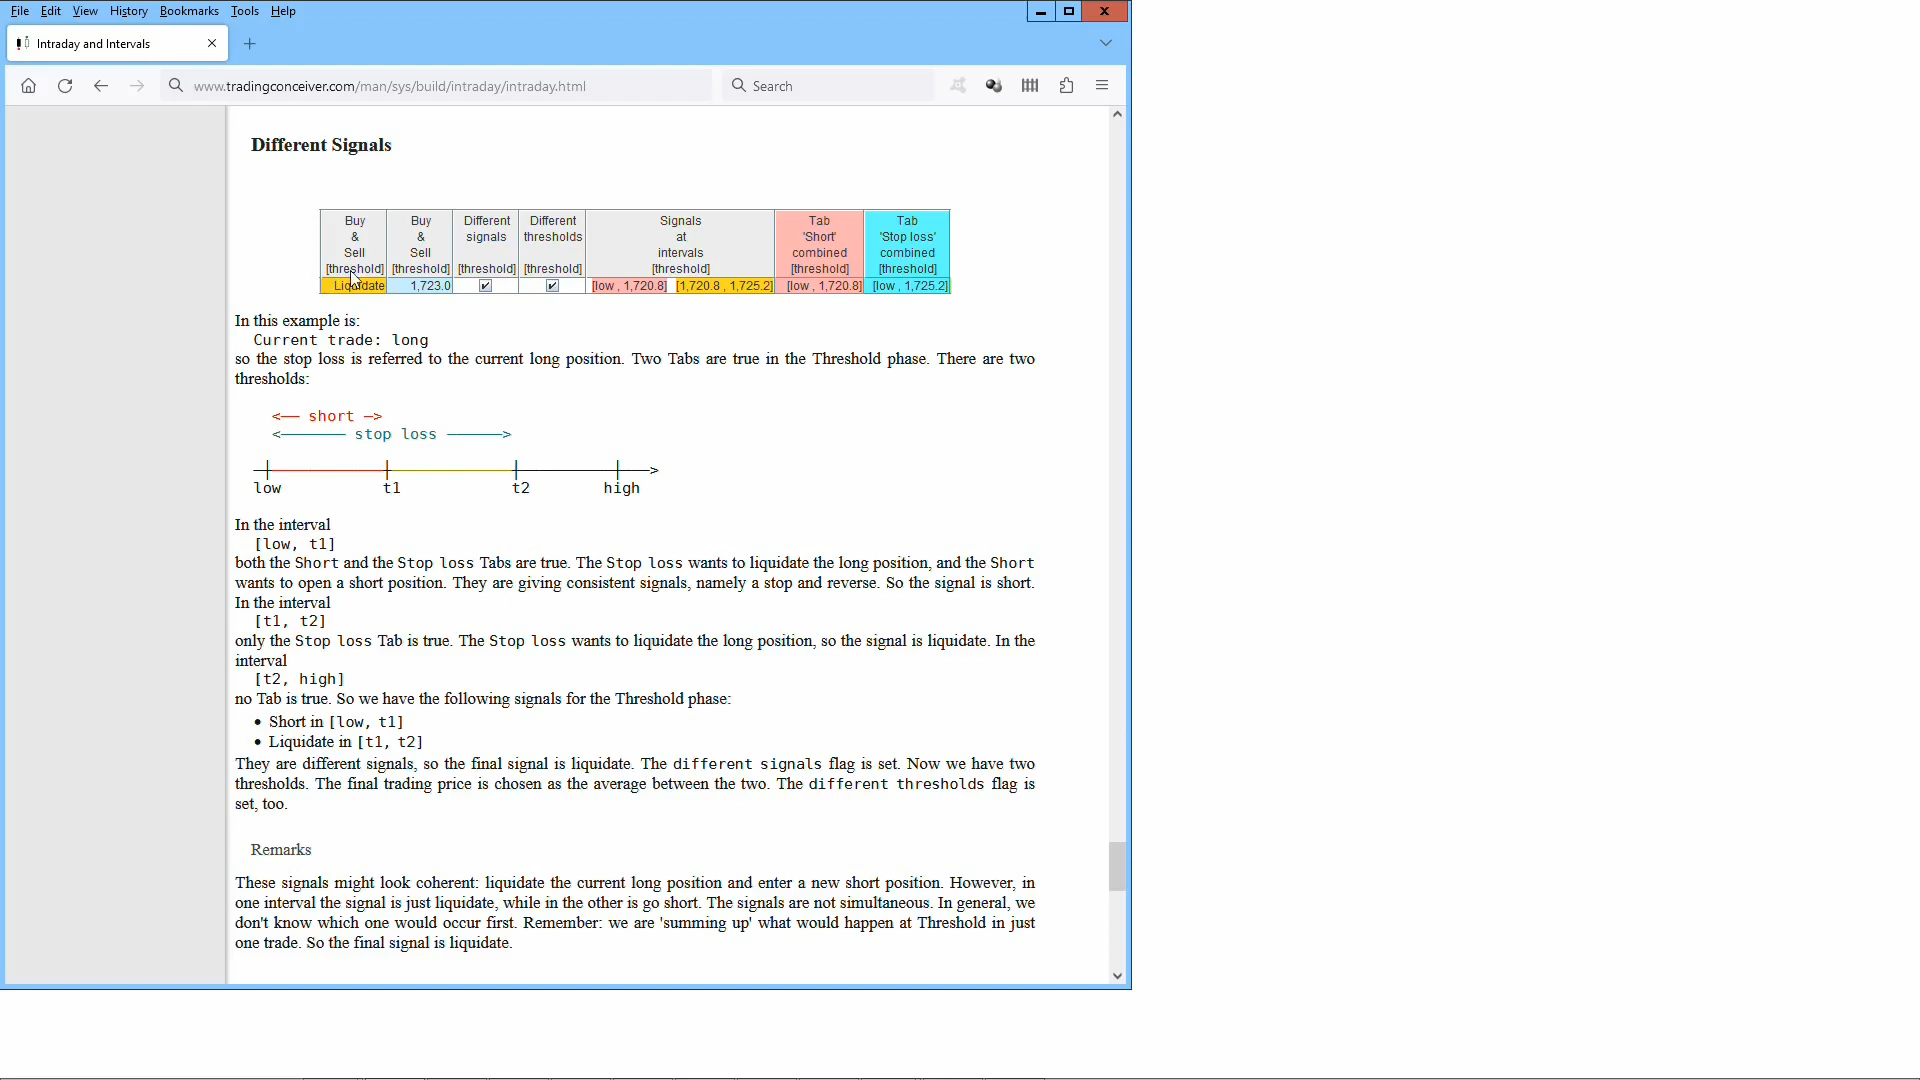 File Edit View History Bookmarks Tools Help
Intraday and Intervals
www.tradingconceiver.com/man/sys/build/intraday/intraday.html
Search
Different Signals
Buy & Sell [threshold] Buy & Sell [threshold] Different signals [threshold] Different thresholds [threshold] Signals at intervals [threshold] Tab 'Short' combined [threshold] Tab 'Stop loss' combined [threshold]
Liquidate 1,723.0 [low , 1,720.8] [1,720.8 , 1,725.2] [low , 1,720.8] [low , 1,725.2]
In this example is:
Current trade: long
so the stop loss is referred to the current long position. Two Tabs are true in the Threshold phase. There are two
thresholds:
<—— short —>
<——————— stop loss ——————>
low t1 t2 high
In the interval
[low, t1]
both the Short and the Stop loss Tabs are true. The Stop loss wants to liquidate the long position, and the Short
wants to open a short position. They are giving consistent signals, namely a stop and reverse. So the signal is short.
In the interval
[t1, t2]
only the Stop loss Tab is true. The Stop loss wants to liquidate the long position, so the signal is liquidate. In the
interval
[t2, high]
no Tab is true. So we have the following signals for the Threshold phase:
• Short in [low, t1]
• Liquidate in [t1, t2]
They are different signals, so the final signal is liquidate. The different signals flag is set. Now we have two
thresholds. The final trading price is chosen as the average between the two. The different thresholds flag is
set, too.
Remarks
These signals might look coherent: liquidate the current long position and enter a new short position. However, in
one interval the signal is just liquidate, while in the other is go short. The signals are not simultaneous. In general, we
don't know which one would occur first. Remember: we are 'summing up' what would happen at Threshold in just
one trade. So the final signal is liquidate.